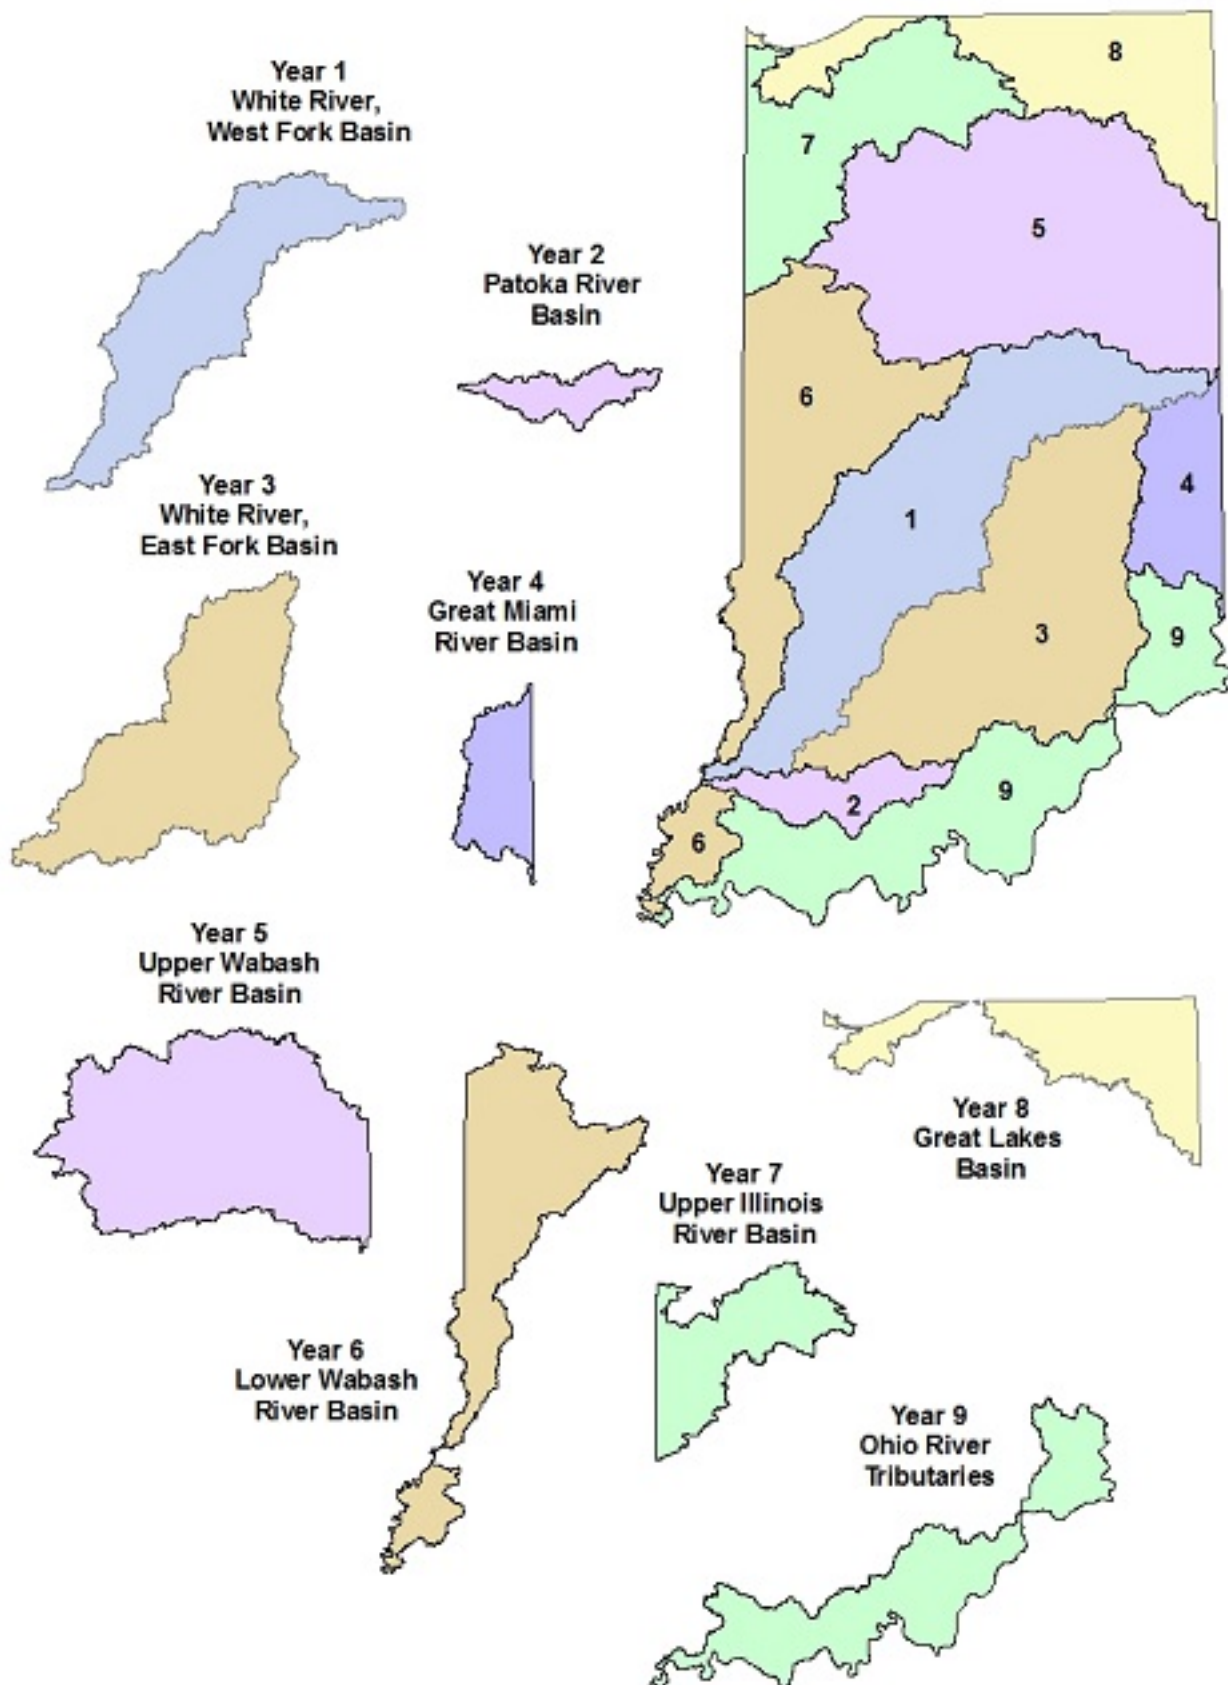 Year 1
White River,
West Fork Basin
Year 2
Patoka River
Basin
Year 3
White River,
East Fork Basin
Year 4
Great Miami
River Basin
8
7
5
6
4
1
3
9
2
9
6
Year 5
Upper Wabash
River Basin
Year 8
Great Lakes
Basin
Year 7
Upper Illinois
River Basin
Year 6
Lower Wabash
River Basin
Year 9
Ohio River
Tributaries